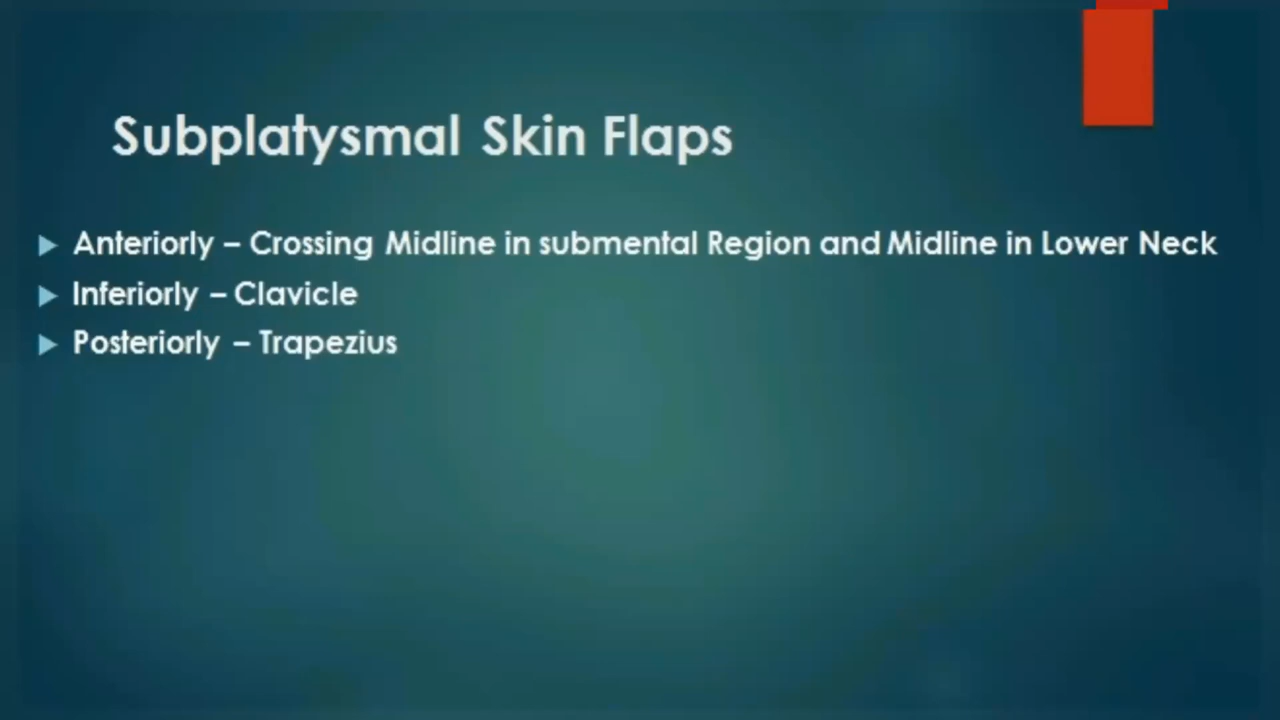 Subplatysmal Skin Flaps
Anteriorly – Crossing Midline in submental Region and Midline in Lower Neck
Inferiorly – Clavicle
Posteriorly – Trapezius